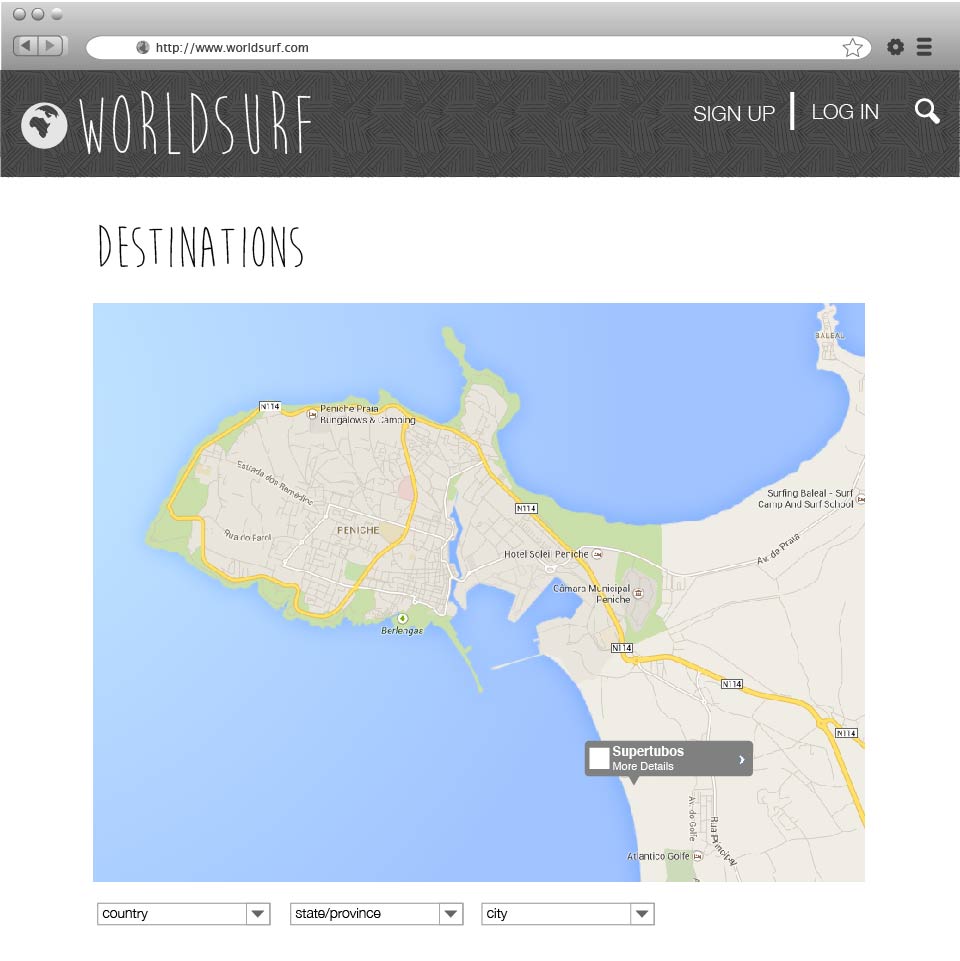 http://www.worldsurf.com
WORLDSURF
SIGN UP
LOG IN
DESTINATIONS
BALEAL
N114
Peniche Praia
Bungalows & Camping
Estrada dos Remédios
Surfing Baleal - Surf
Camp And Surf School
N114
PENICHE
Rua do Farol
Av. da Praia
Hotel Soleil Peniche
Câmara Municipal
Peniche
Berlengas
N114
N114
N114
Supertubos
More Details
Av. do Golfe
Rua Principal
Atlantico Golfe
country
state/province
city